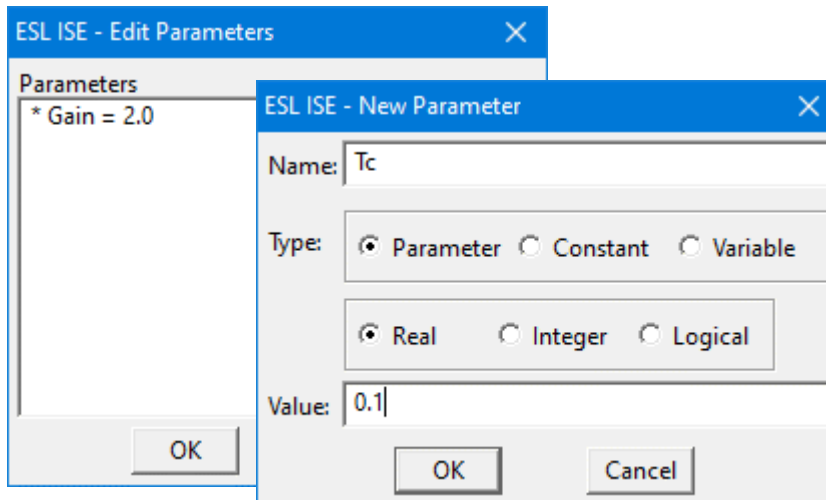 ESL ISE - Edit Parameters
Parameters
* Gain = 2.0
OK
ESL ISE - New Parameter
Name: Tc
Type: Parameter Constant Variable
Real Integer Logical
Value: 0.1
OK Cancel